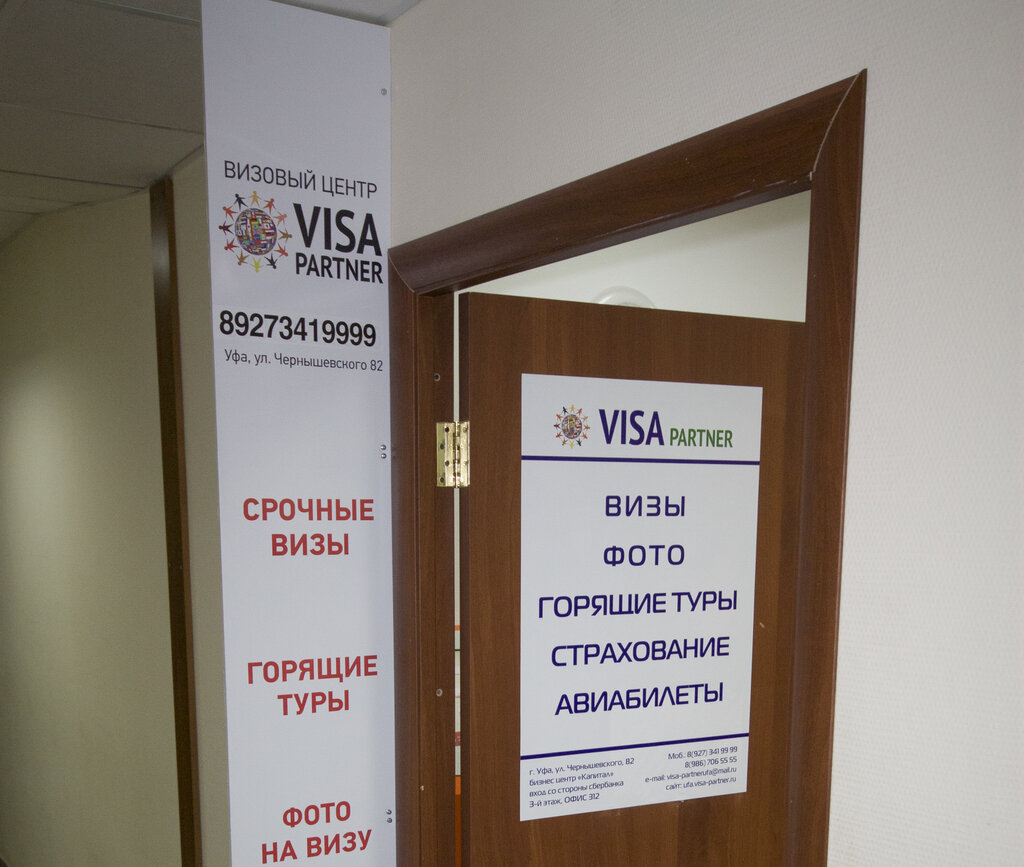 ВИЗОВЫЙ ЦЕНТР
VISA
PARTNER
89273419999
Уфа, ул. Чернышевского 82
СРОЧНЫЕ
ВИЗЫ
ГОРЯЩИЕ
ТУРЫ
ФОТО
НА ВИЗУ
VISA PARTNER
ВИЗЫ
ФОТО
ГОРЯЩИЕ ТУРЫ
СТРАХОВАНИЕ
АВИАБИЛЕТЫ
г. Уфа, ул. Чернышевского, 82
бизнес центр «Капитал»
вход со стороны сбербанка
3-й этаж, ОФИС 312
Моб.: 8(927) 341 99 99
8(986) 706 55 55
e-mail: visa-partnerufa@mail.ru
сайт: ufa.visa-partner.ru